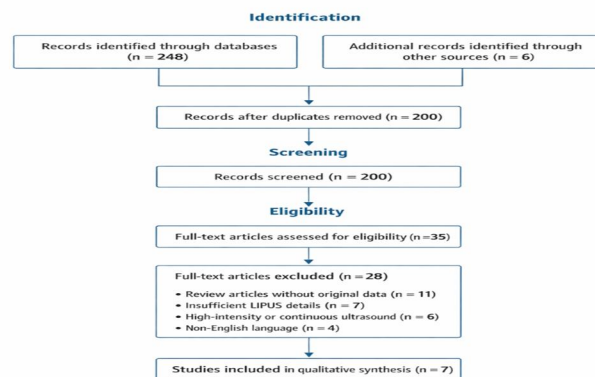 Identification
Records identified through databases
(n = 248)
Additional records identified through
other sources (n = 6)
Records after duplicates removed (n = 200)
Screening
Records screened (n = 200)
Eligibility
Full-text articles assessed for eligibility (n =35)
Full-text articles excluded (n = 28)
• Review articles without original data (n = 11)
• Insufficient LIPUS details (n = 7)
• High-intensity or continuous ultrasound (n = 6)
• Non-English language (n = 4)
Studies included in qualitative synthesis (n = 7)